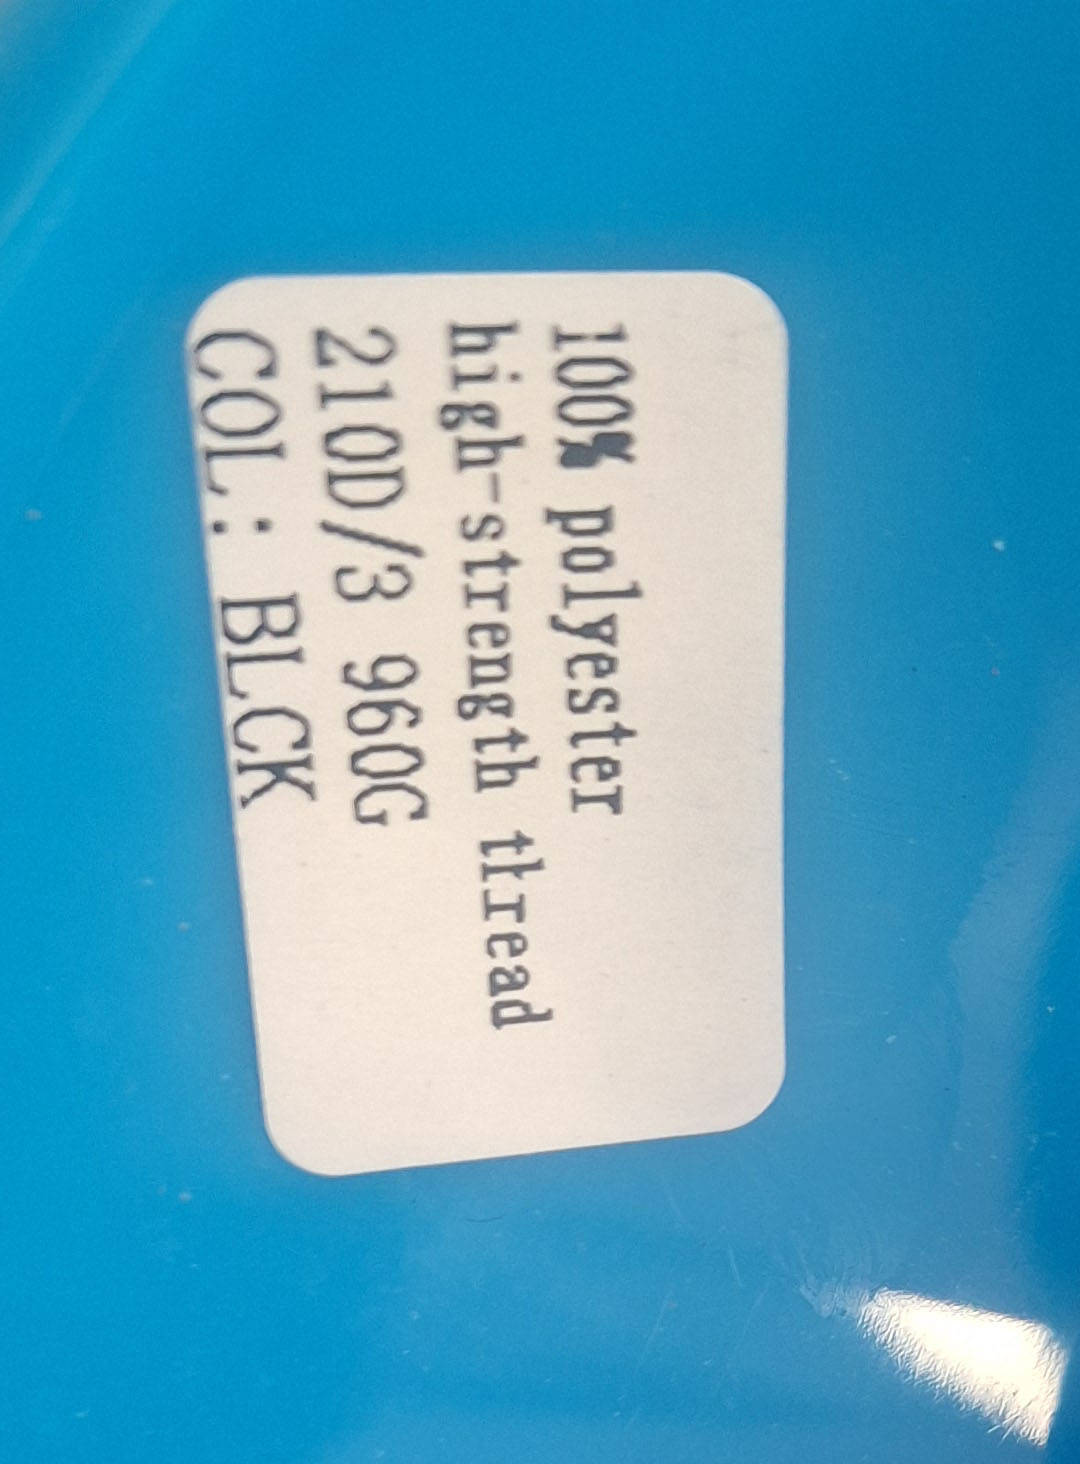 100% polyester
high-strength thread
210D/3 960G
COL: BLCK